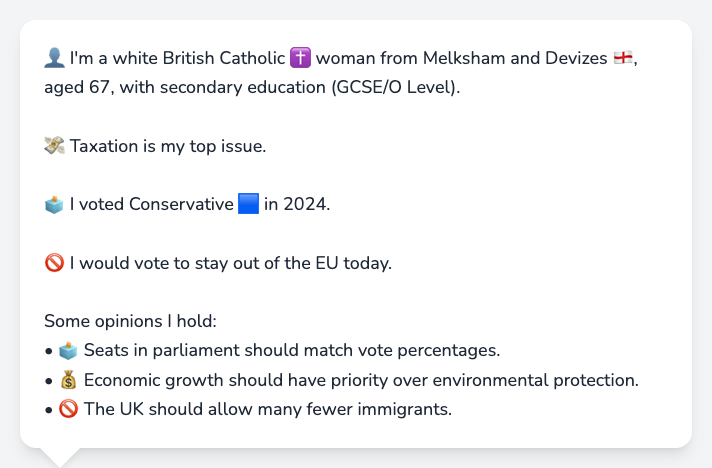 👤 I'm a white British Catholic ✝️ woman from Melksham and Devizes 🏴󠁧󠁢󠁥󠁮󠁧󠁿,
aged 67, with secondary education (GCSE/O Level).
💸 Taxation is my top issue.
🗳️ I voted Conservative 🟦 in 2024.
🚫 I would vote to stay out of the EU today.
Some opinions I hold:
• 🗳️ Seats in parliament should match vote percentages.
• 💰 Economic growth should have priority over environmental protection.
• 🚫 The UK should allow many fewer immigrants.